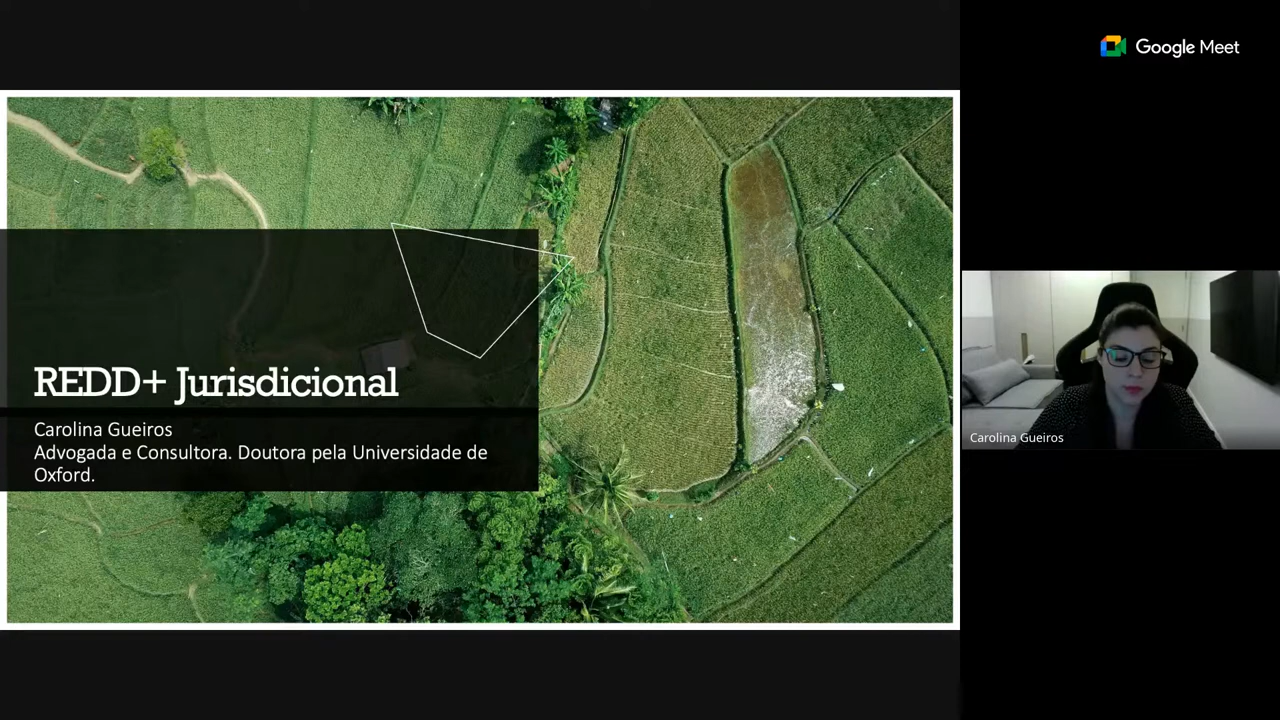 Google Meet
REDD+ Jurisdicional
Carolina Gueiros
Advogada e Consultora. Doutora pela Universidade de
Oxford.
Carolina Gueiros